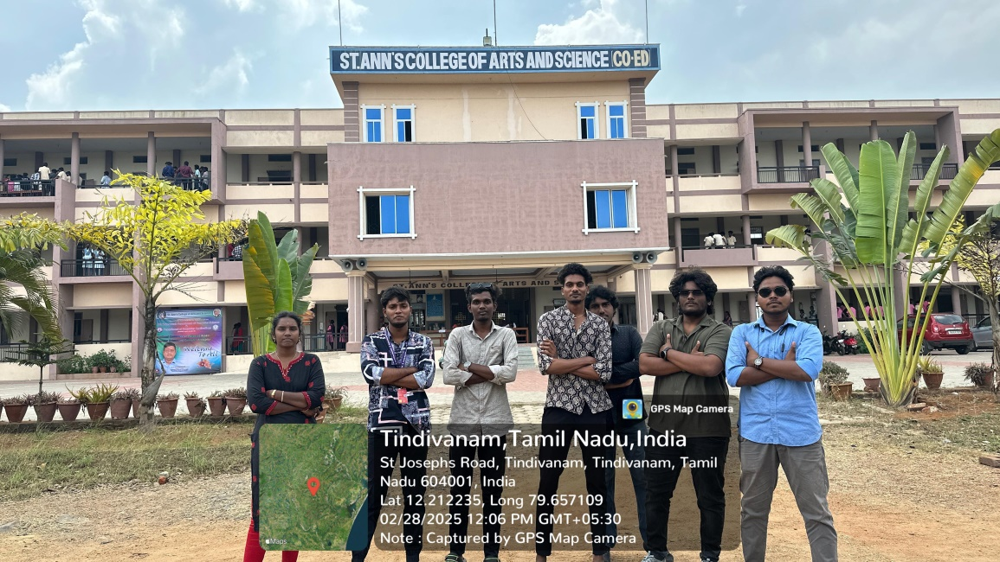 ST.ANN'S COLLEGE OF ARTS AND SCIENCE (CO-ED)
ST.ANN'S COLLEGE OF ARTS AND S
Welcome
To All
GPS Map Camera
Tindivanam,Tamil Nadu,India
St Josephs Road, Tindivanam, Tindivanam, Tamil
Nadu 604001, India
Lat 12.212235, Long 79.657109
02/28/2025 12:06 PM GMT+05:30
Note : Captured by GPS Map Camera
Maps